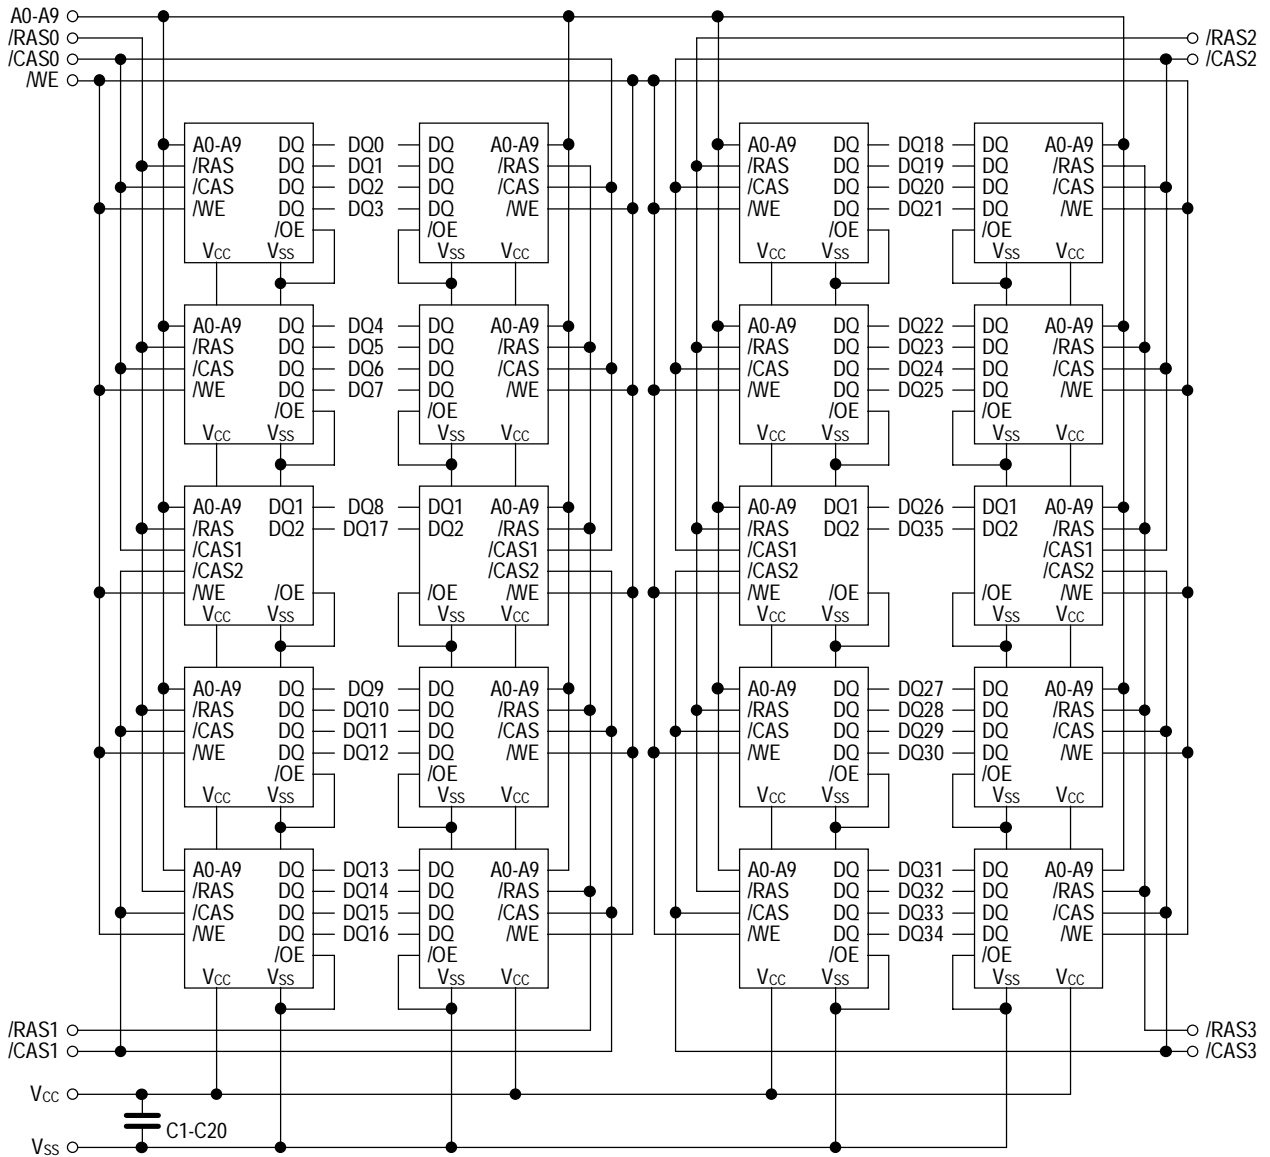 A0-A9
/RAS0 /RAS2
/CAS0 /CAS2
/WE
A0-A9 DQ DQ0 DQ A0-A9 A0-A9 DQ DQ18 DQ A0-A9
/RAS DQ DQ1 DQ /RAS /RAS DQ DQ19 DQ /RAS
/CAS DQ DQ2 DQ /CAS /CAS DQ DQ20 DQ /CAS
/WE DQ DQ3 DQ /WE /WE DQ DQ21 DQ /WE
/OE /OE /OE /OE
VCC VSS VSS VCC VCC VSS VSS VCC
A0-A9 DQ DQ4 DQ A0-A9 A0-A9 DQ DQ22 DQ A0-A9
/RAS DQ DQ5 DQ /RAS /RAS DQ DQ23 DQ /RAS
/CAS DQ DQ6 DQ /CAS /CAS DQ DQ24 DQ /CAS
/WE DQ DQ7 DQ /WE /WE DQ DQ25 DQ /WE
/OE /OE /OE /OE
VCC VSS VSS VCC VCC VSS VSS VCC
A0-A9 DQ1 DQ8 DQ1 A0-A9 A0-A9 DQ1 DQ26 DQ1 A0-A9
/RAS DQ2 DQ17 DQ2 /RAS /RAS DQ2 DQ35 DQ2 /RAS
/CAS1 /CAS1 /CAS1 /CAS1
/CAS2 /CAS2 /CAS2 /CAS2
/WE /OE /OE /WE /WE /OE /OE /WE
VCC VSS VSS VCC VCC VSS VSS VCC
A0-A9 DQ DQ9 DQ A0-A9 A0-A9 DQ DQ27 DQ A0-A9
/RAS DQ DQ10 DQ /RAS /RAS DQ DQ28 DQ /RAS
/CAS DQ DQ11 DQ /CAS /CAS DQ DQ29 DQ /CAS
/WE DQ DQ12 DQ /WE /WE DQ DQ30 DQ /WE
/OE /OE /OE /OE
VCC VSS VSS VCC VCC VSS VSS VCC
A0-A9 DQ DQ13 DQ A0-A9 A0-A9 DQ DQ31 DQ A0-A9
/RAS DQ DQ14 DQ /RAS /RAS DQ DQ32 DQ /RAS
/CAS DQ DQ15 DQ /CAS /CAS DQ DQ33 DQ /CAS
/WE DQ DQ16 DQ /WE /WE DQ DQ34 DQ /WE
/OE /OE /OE /OE
VCC VSS VSS VCC VCC VSS VSS VCC
/RAS1 /RAS3
/CAS1 /CAS3
VCC
C1-C20
VSS